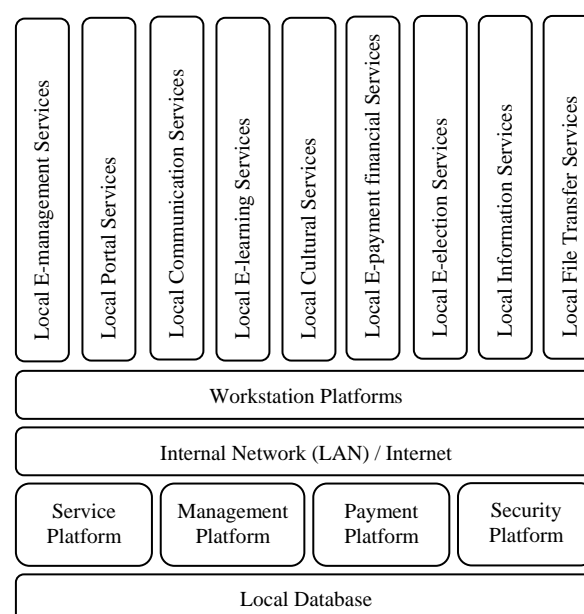 Local E-management Services
Local Portal Services
Local Communication Services
Local E-learning Services
Local Cultural Services
Local E-payment financial Services
Local E-election Services
Local Information Services
Local File Transfer Services
Workstation Platforms
Internal Network (LAN) / Internet
Service
Platform
Management
Platform
Payment
Platform
Security
Platform
Local Database